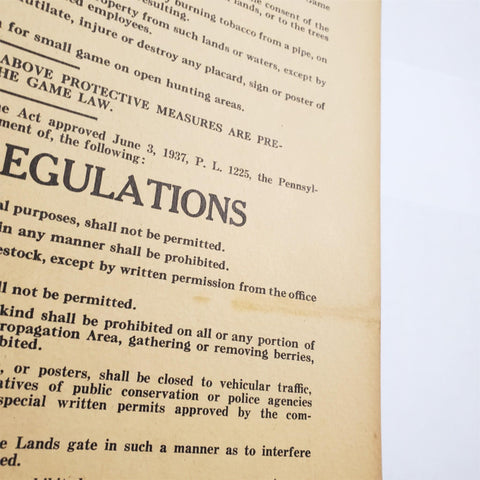 consent of the
lands, or to the trees
burning tobacco from a pipe, on
resulting.
property from such lands or waters, except by
employees.
mutilate, injure or destroy any placard, sign or poster of
for small game on open hunting areas.
ABOVE PROTECTIVE MEASURES ARE PRE-
HE GAME LAW.
he Act approved June 3, 1937, P. L. 1225, the Pennsyl-
ment of, the following:
EGULATIONS
al purposes, shall not be permitted.
in any manner shall be prohibited.
estock, except by written permission from the office
ll not be permitted.
kind shall be prohibited on all or any portion of
ropagation Area, gathering or removing berries,
bited.
, or posters, shall be closed to vehicular traffic,
atives of public conservation or police agencies
special written permits approved by the com-
e Lands gate in such a manner as to interfere
ed.